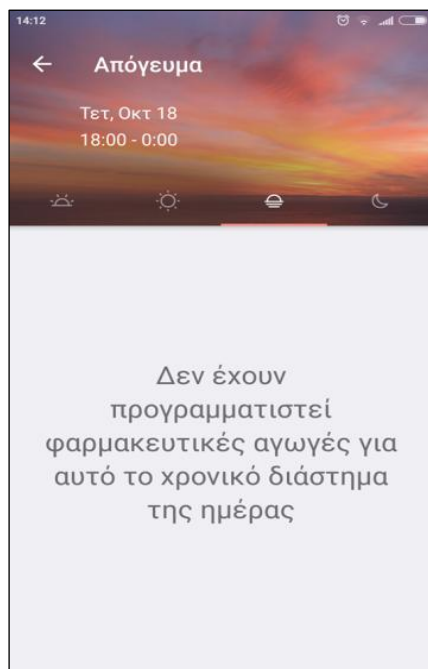 14:12
Απόγευμα
Τετ, Οκτ 18
18:00 - 0:00
Δεν έχουν
προγραμματιστεί
φαρμακευτικές αγωγές για
αυτό το χρονικό διάστημα
της ημέρας